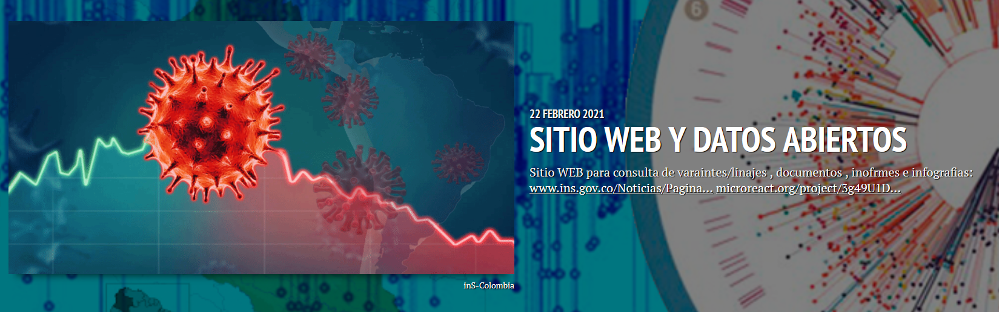 6
22 FEBRERO 2021
SITIO WEB Y DATOS ABIERTOS
Sitio WEB para consulta de varaintes/linajes , documentos , inofrmes e infografias:
www.ins.gov.co/Noticias/Pagina... microreact.org/project/3g49U1D...
inS-Colombia